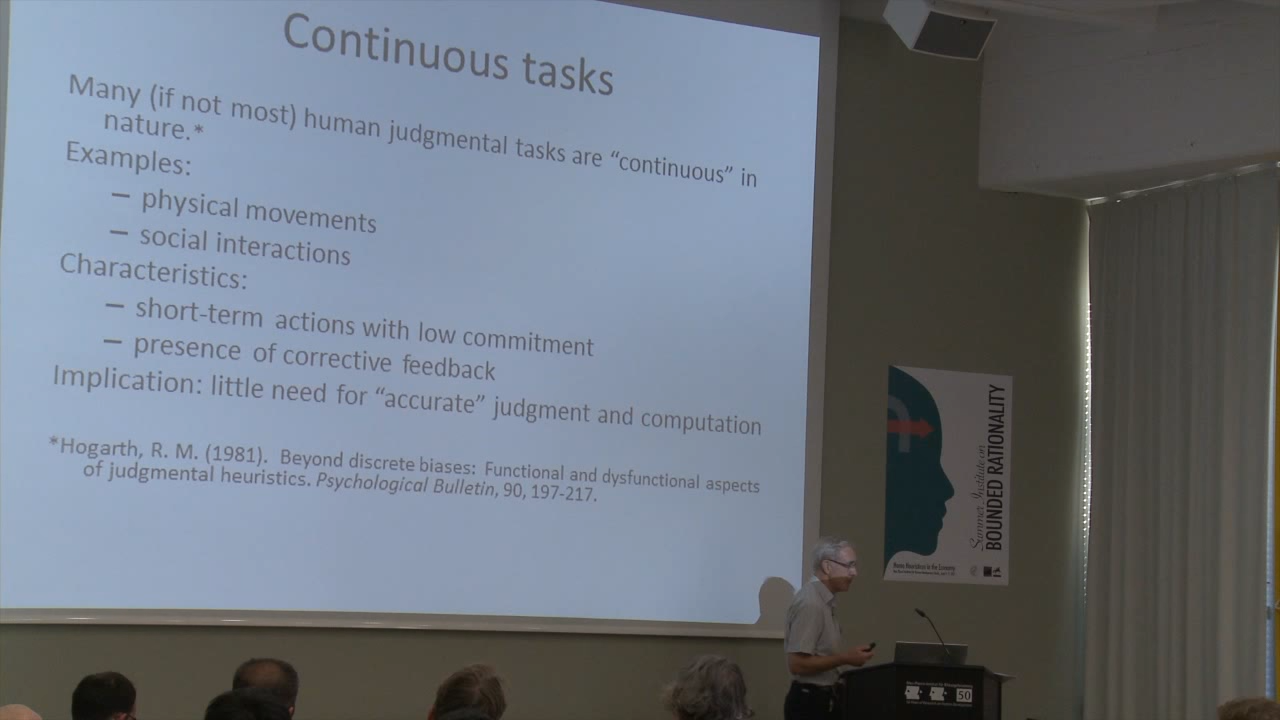 Continuous tasks
Many (if not most) human judgmental tasks are “continuous” in
nature.*
Examples:
– physical movements
– social interactions
Characteristics:
– short-term actions with low commitment
– presence of corrective feedback
Implication: little need for “accurate” judgment and computation
*Hogarth, R. M. (1981). Beyond discrete biases: Functional and dysfunctional aspects
of judgmental heuristics. Psychological Bulletin, 90, 197-217.
Summer Institute on
BOUNDED RATIONALITY
50